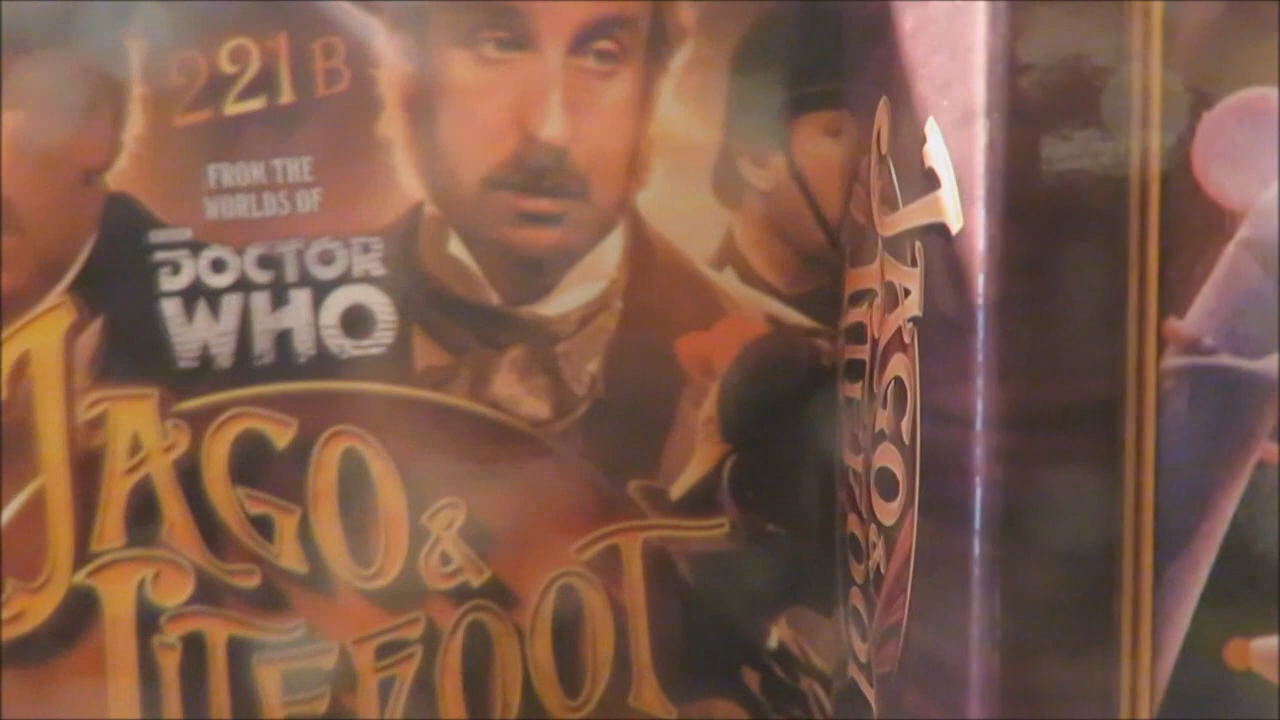 221B
FROM THE
WORLDS OF
DOCTOR
WHO
JAGO &
LITEFOOT
JAGO &